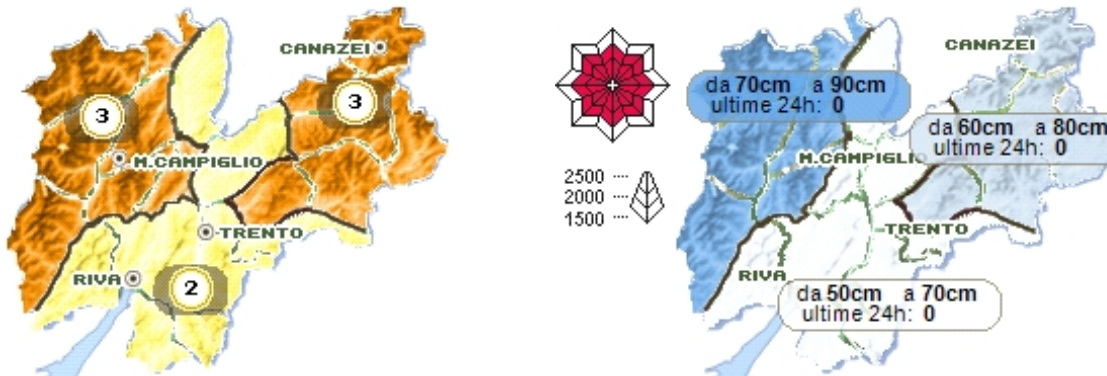 CANAZEI
3
3
M.CAMPIGLIO
TRENTO
RIVA
2
2500
2000
1500
CANAZEI
da 70cm a 90cm
ultime 24h: 0
da 60cm a 80cm
ultime 24h: 0
M.CAMPIGLIO
TRENTO
RIVA
da 50cm a 70cm
ultime 24h: 0